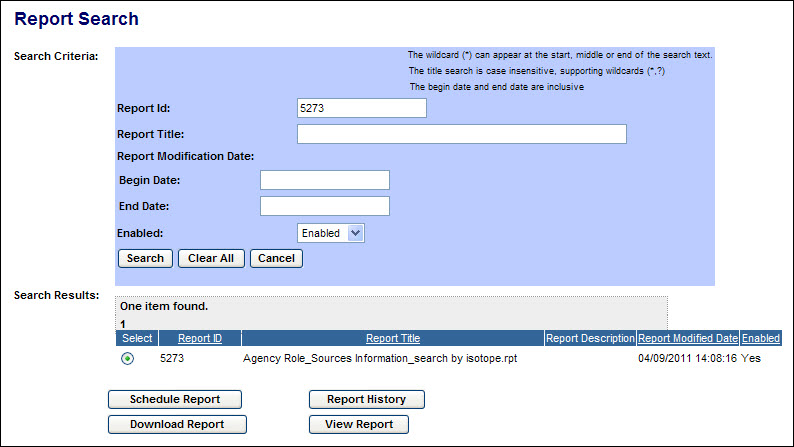 Report Search
Search Criteria:
The wildcard (*) can appear at the start, middle or end of the search text.
The title search is case insensitive, supporting wildcards (*,?)
The begin date and end date are inclusive
Report Id: 5273
Report Title:
Report Modification Date:
Begin Date:
End Date:
Enabled: Enabled
Search Clear All Cancel
Search Results:
One item found.
1
Select Report ID Report Title Report Description Report Modified Date Enabled
5273 Agency Role_Sources Information_search by isotope.rpt 04/09/2011 14:08:16 Yes
Schedule Report Report History
Download Report View Report